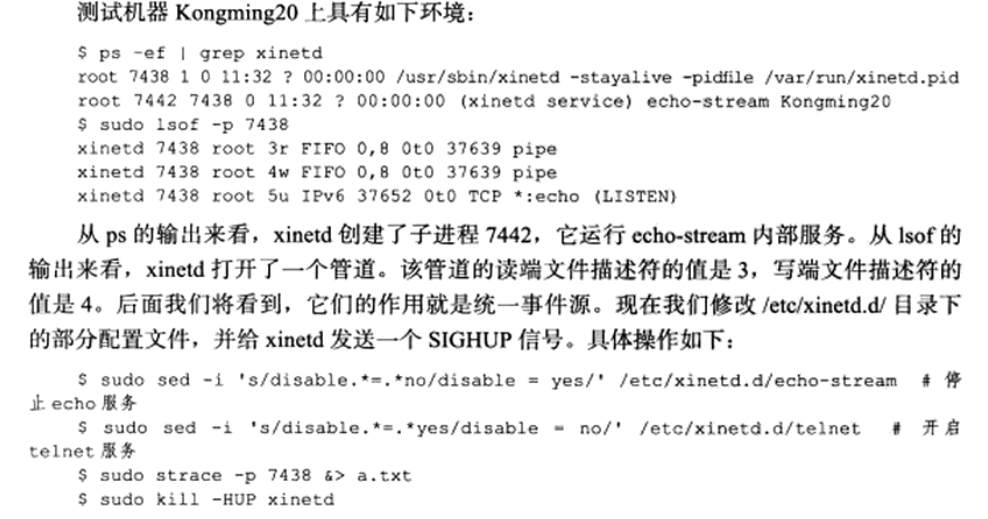 测试机器 Kongming20 上具有如下环境：
$ ps -ef | grep xinetd
root 7438 1 0 11:32 ? 00:00:00 /usr/sbin/xinetd -stayalive -pidfile /var/run/xinetd.pid
root 7442 7438 0 11:32 ? 00:00:00 (xinetd service) echo-stream Kongming20
$ sudo lsof -p 7438
xinetd 7438 root 3r FIFO 0,8 0t0 37639 pipe
xinetd 7438 root 4w FIFO 0,8 0t0 37639 pipe
xinetd 7438 root 5u IPv6 37652 0t0 TCP *:echo (LISTEN)
从 ps 的输出来看，xinetd 创建了子进程 7442，它运行 echo-stream 内部服务。从 lsof 的
输出来看，xinetd 打开了一个管道。该管道的读端文件描述符的值是 3，写端文件描述符的
值是 4。后面我们将看到，它们的作用就是统一事件源。现在我们修改 /etc/xinetd.d/ 目录下
的部分配置文件，并给 xinetd 发送一个 SIGHUP 信号。具体操作如下：
$ sudo sed -i 's/disable.*=.*no/disable = yes/' /etc/xinetd.d/echo-stream # 停
止 echo 服务
$ sudo sed -i 's/disable.*=.*yes/disable = no/' /etc/xinetd.d/telnet # 开启
telnet 服务
$ sudo strace -p 7438 &> a.txt
$ sudo kill -HUP xinetd